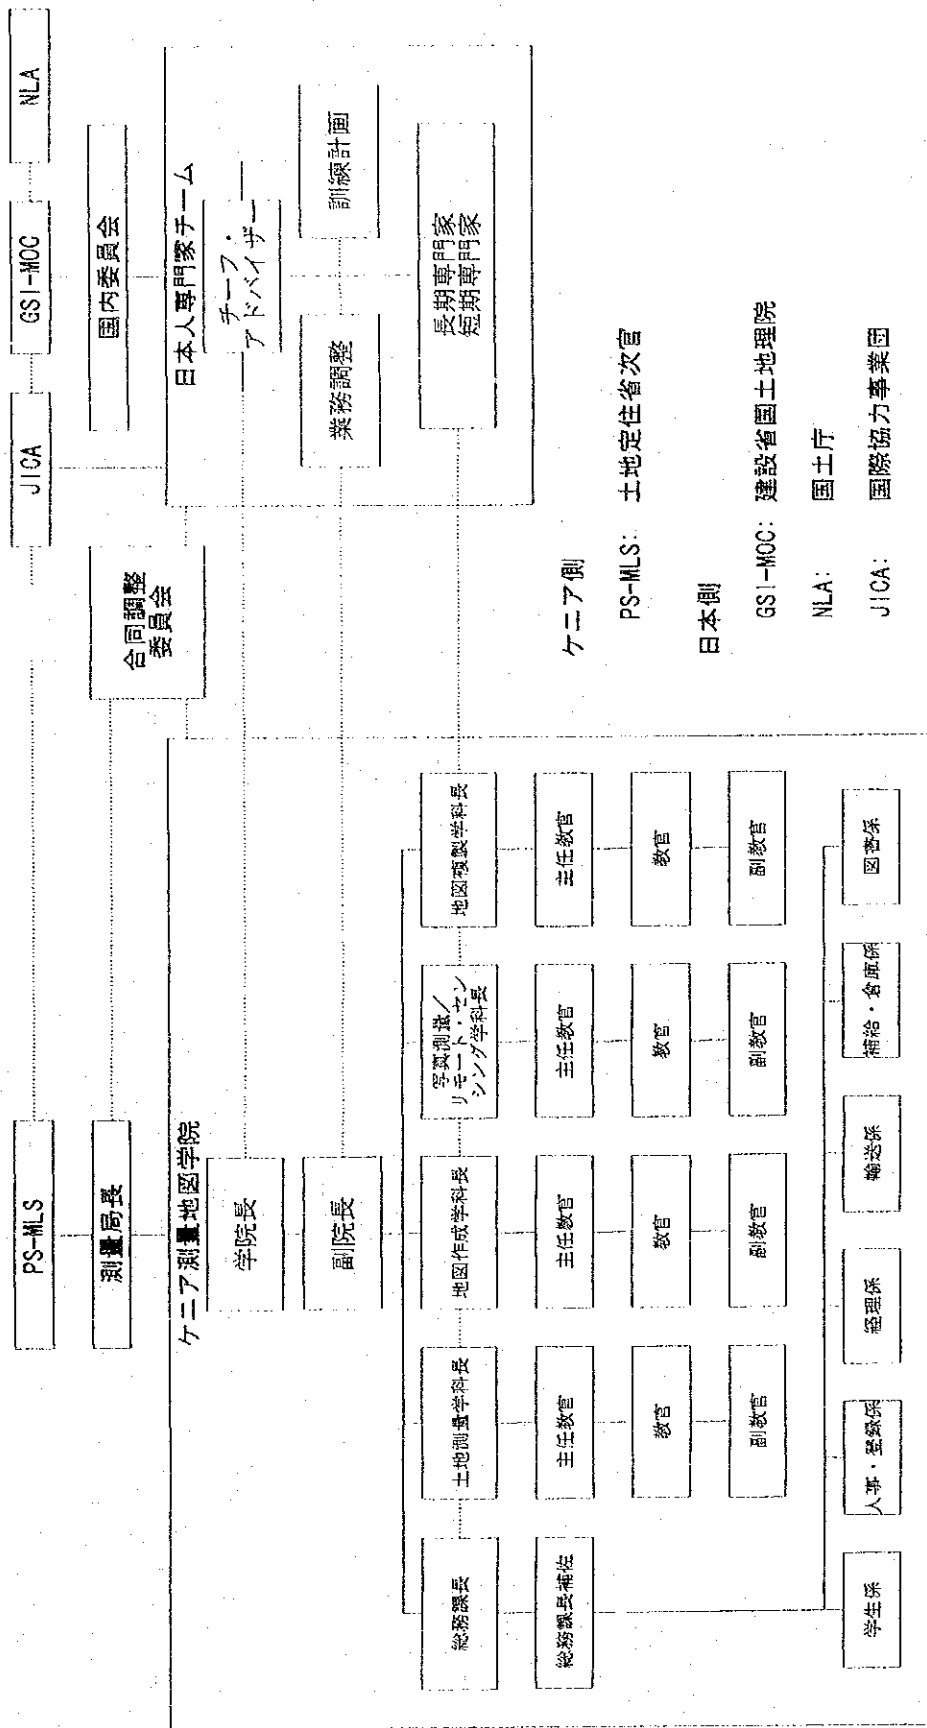 PS-MLS
JICA
GSI-MOC
NLA
測量局長
合同調整
委員会
国内委員会
ケニア測量地図学院
日本人専門家チーム
学院長
チーフ・
アドバイザー
副院長
業務調整
訓練計画
総務課長
土地測量学科長
地図作成学科長
写真測量/
リモート・セン
シング学科長
地図複製学科長
長期専門家
短期専門家
総務課長補佐
主任教官
主任教官
主任教官
主任教官
教官
教官
教官
教官
副教官
副教官
副教官
副教官
学生係
人事・登録係
経理係
輸送係
補給・倉庫係
図書係
ケニア側
PS-MLS: 土地定住省次官
日本側
GSI-MOC: 建設省国土地理院
NLA: 国土庁
JICA: 国際協力事業団